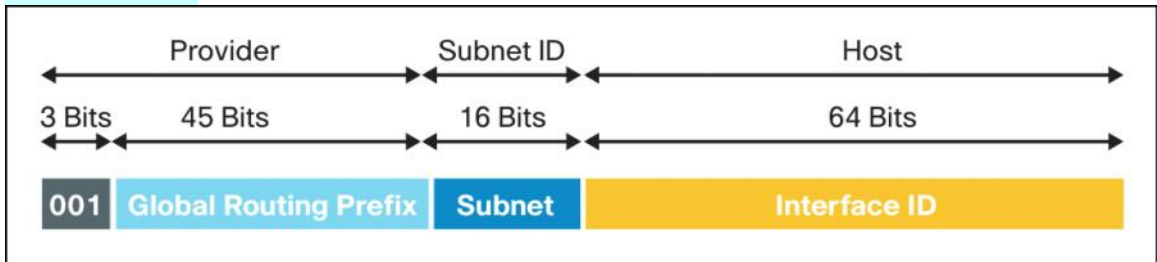 Provider Subnet ID Host
3 Bits 45 Bits 16 Bits 64 Bits
001 Global Routing Prefix Subnet Interface ID